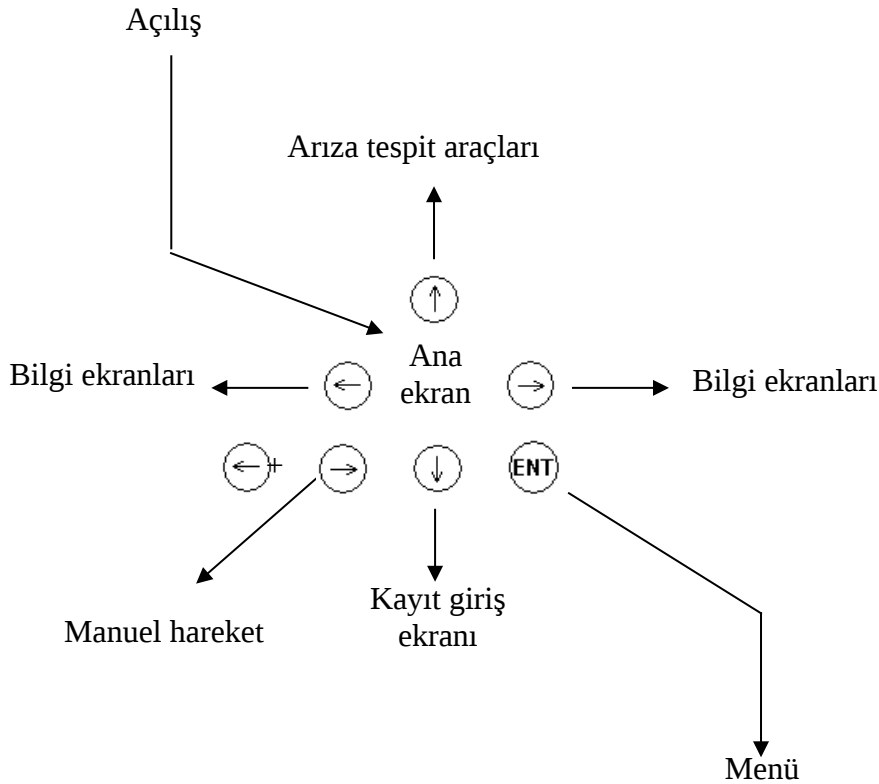 Açılış
Arıza tespit araçları
Ana
ekran
Bilgi ekranları
Bilgi ekranları
+
ENT
Manuel hareket
Kayıt giriş
ekranı
Menü